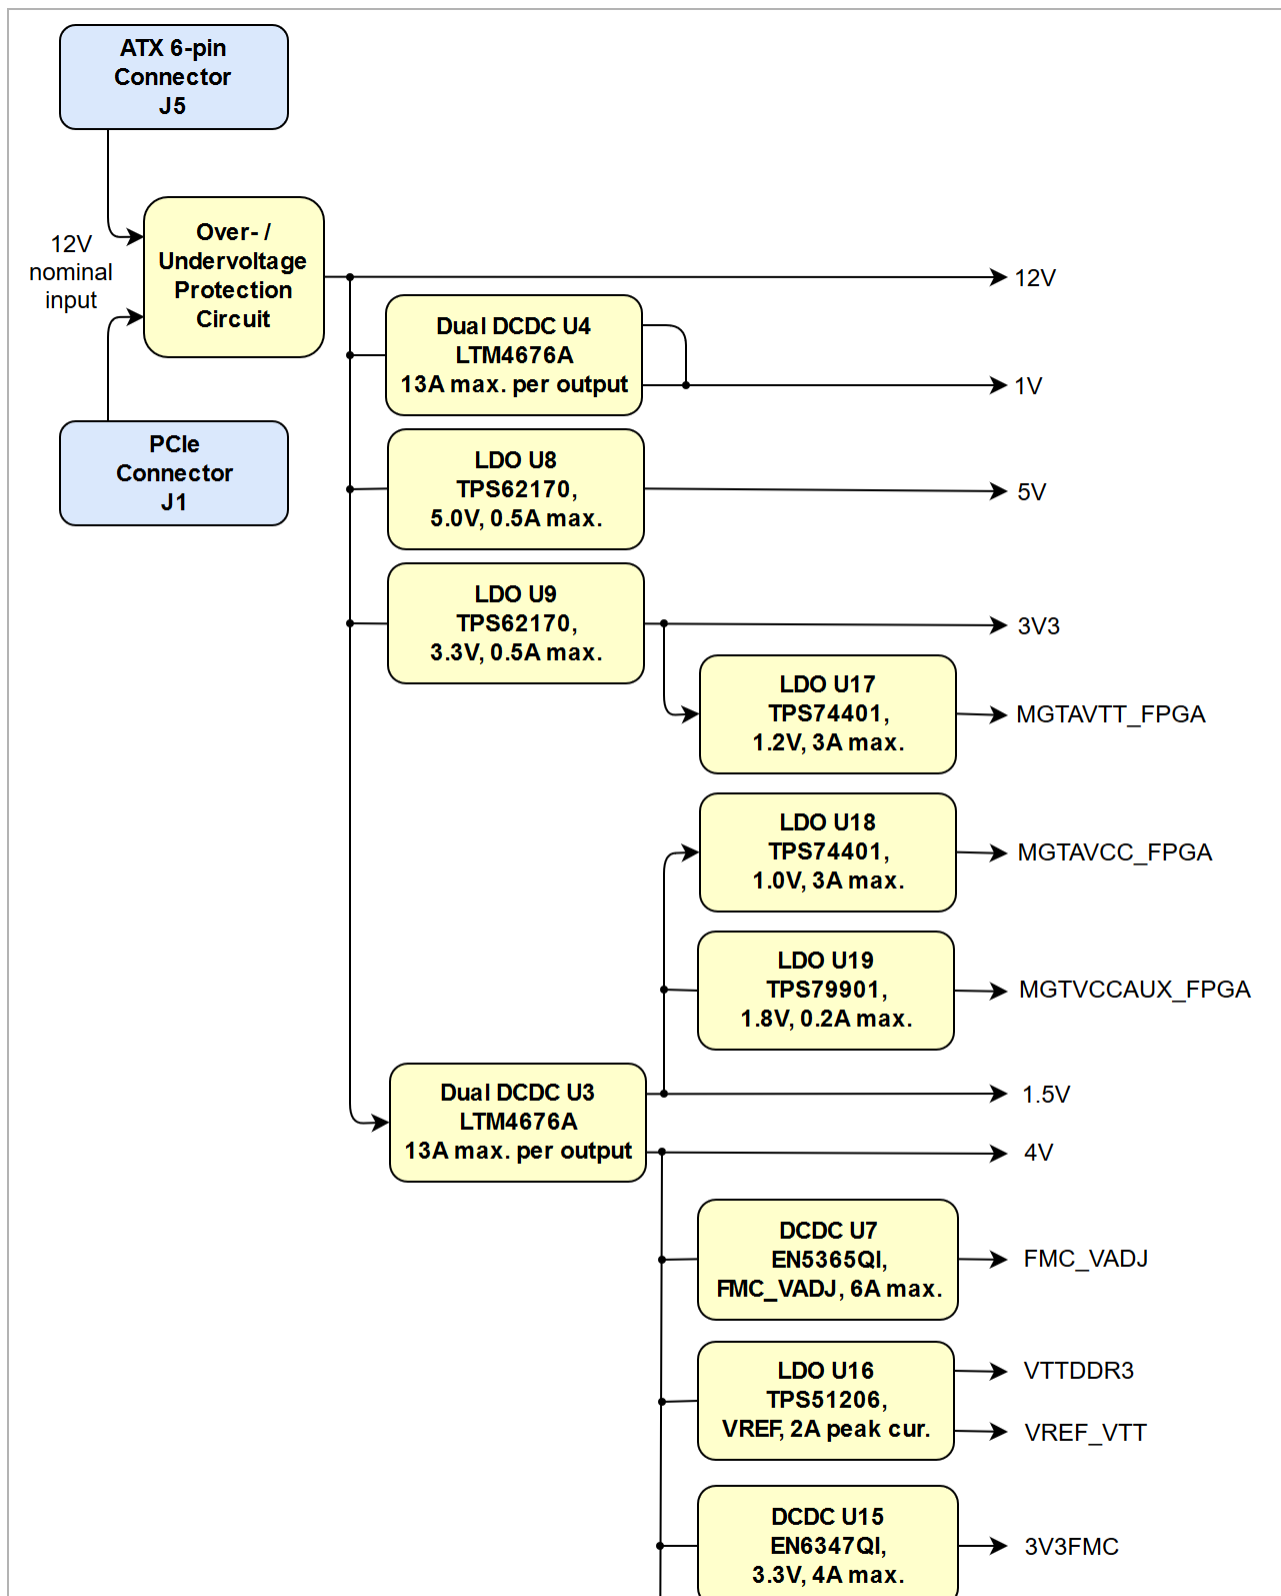 ATX 6-pin
Connector
J5
12V
nominal
input
Over- /
Undervoltage
Protection
Circuit
PCIe
Connector
J1
12V
Dual DCDC U4
LTM4676A
13A max. per output
1V
LDO U8
TPS62170,
5.0V, 0.5A max.
5V
LDO U9
TPS62170,
3.3V, 0.5A max.
3V3
LDO U17
TPS74401,
1.2V, 3A max.
MGTAVTT_FPGA
LDO U18
TPS74401,
1.0V, 3A max.
MGTAVCC_FPGA
LDO U19
TPS79901,
1.8V, 0.2A max.
MGTVCCAUX_FPGA
Dual DCDC U3
LTM4676A
13A max. per output
1.5V
4V
DCDC U7
EN5365QI,
FMC_VADJ, 6A max.
FMC_VADJ
LDO U16
TPS51206,
VREF, 2A peak cur.
VTTDDR3
VREF_VTT
DCDC U15
EN6347QI,
3.3V, 4A max.
3V3FMC